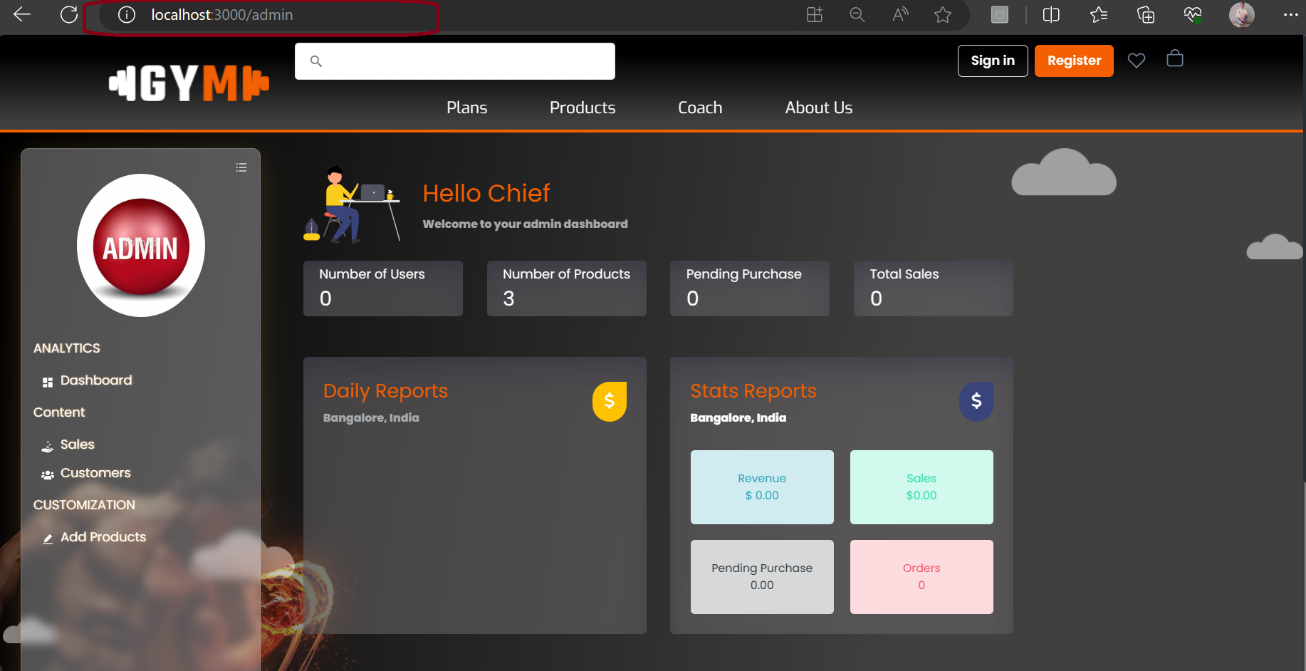 localhost:3000/admin
GYM
Sign in
Register
Plans
Products
Coach
About Us
ADMIN
Hello Chief
Welcome to your admin dashboard
Number of Users
0
Number of Products
3
Pending Purchase
0
Total Sales
0
ANALYTICS
Dashboard
Content
Sales
Customers
CUSTOMIZATION
Add Products
Daily Reports
Bangalore, India
$
Stats Reports
Bangalore, India
$
Revenue
$ 0.00
Sales
$0.00
Pending Purchase
0.00
Orders
0